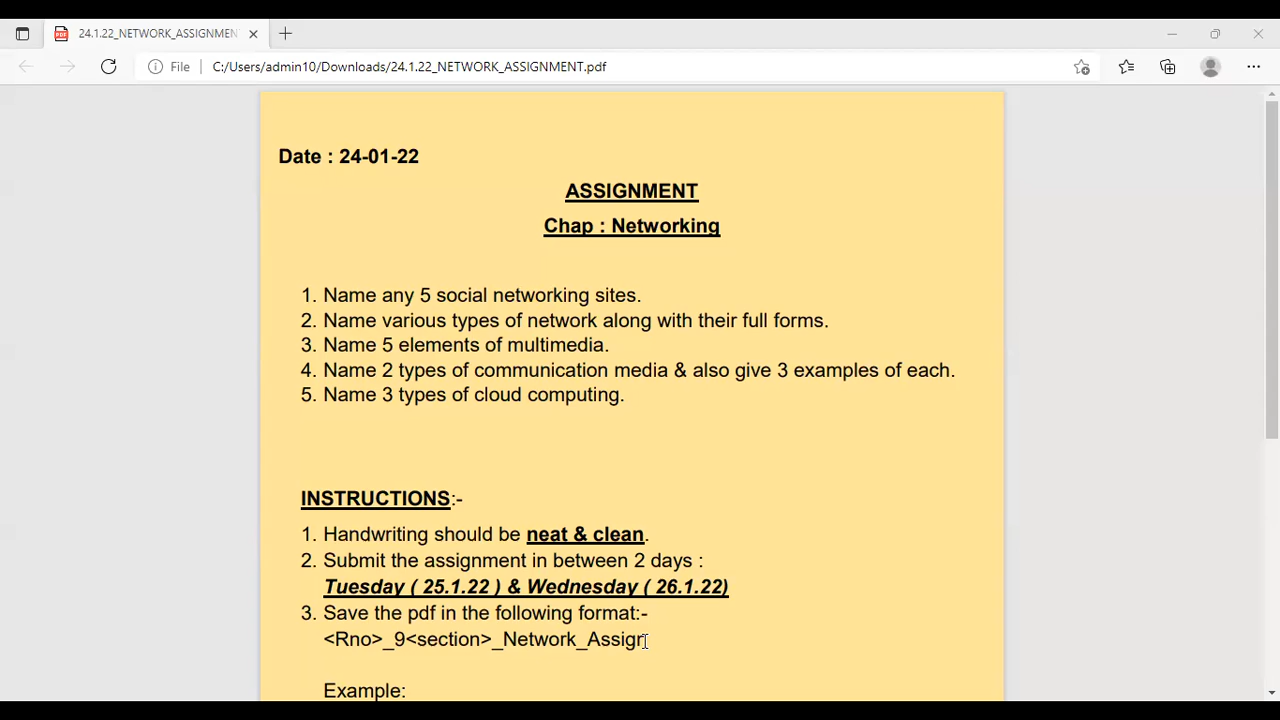 24.1.22_NETWORK_ASSIGNMEN
File C:/Users/admin10/Downloads/24.1.22_NETWORK_ASSIGNMENT.pdf
Date : 24-01-22
ASSIGNMENT
Chap : Networking
1. Name any 5 social networking sites.
2. Name various types of network along with their full forms.
3. Name 5 elements of multimedia.
4. Name 2 types of communication media & also give 3 examples of each.
5. Name 3 types of cloud computing.
INSTRUCTIONS:-
1. Handwriting should be neat & clean.
2. Submit the assignment in between 2 days :
Tuesday ( 25.1.22 ) & Wednesday ( 26.1.22)
3. Save the pdf in the following format:-
<Rno>_9<section>_Network_Assign
Example: